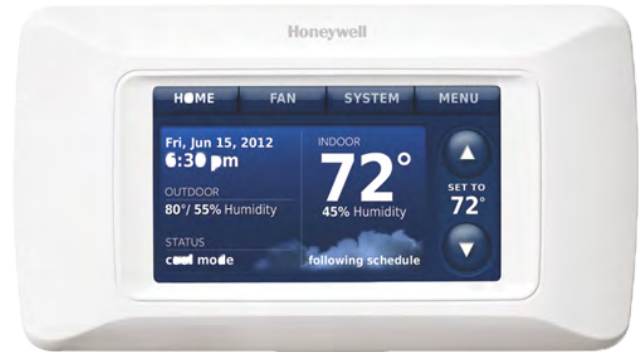 Honeywell
HOME FAN SYSTEM MENU
Fri, Jun 15, 2012
6:30 pm
OUTDOOR
80°/ 55% Humidity
STATUS
cool mode
INDOOR
72°
45% Humidity
following schedule
SET TO
72°